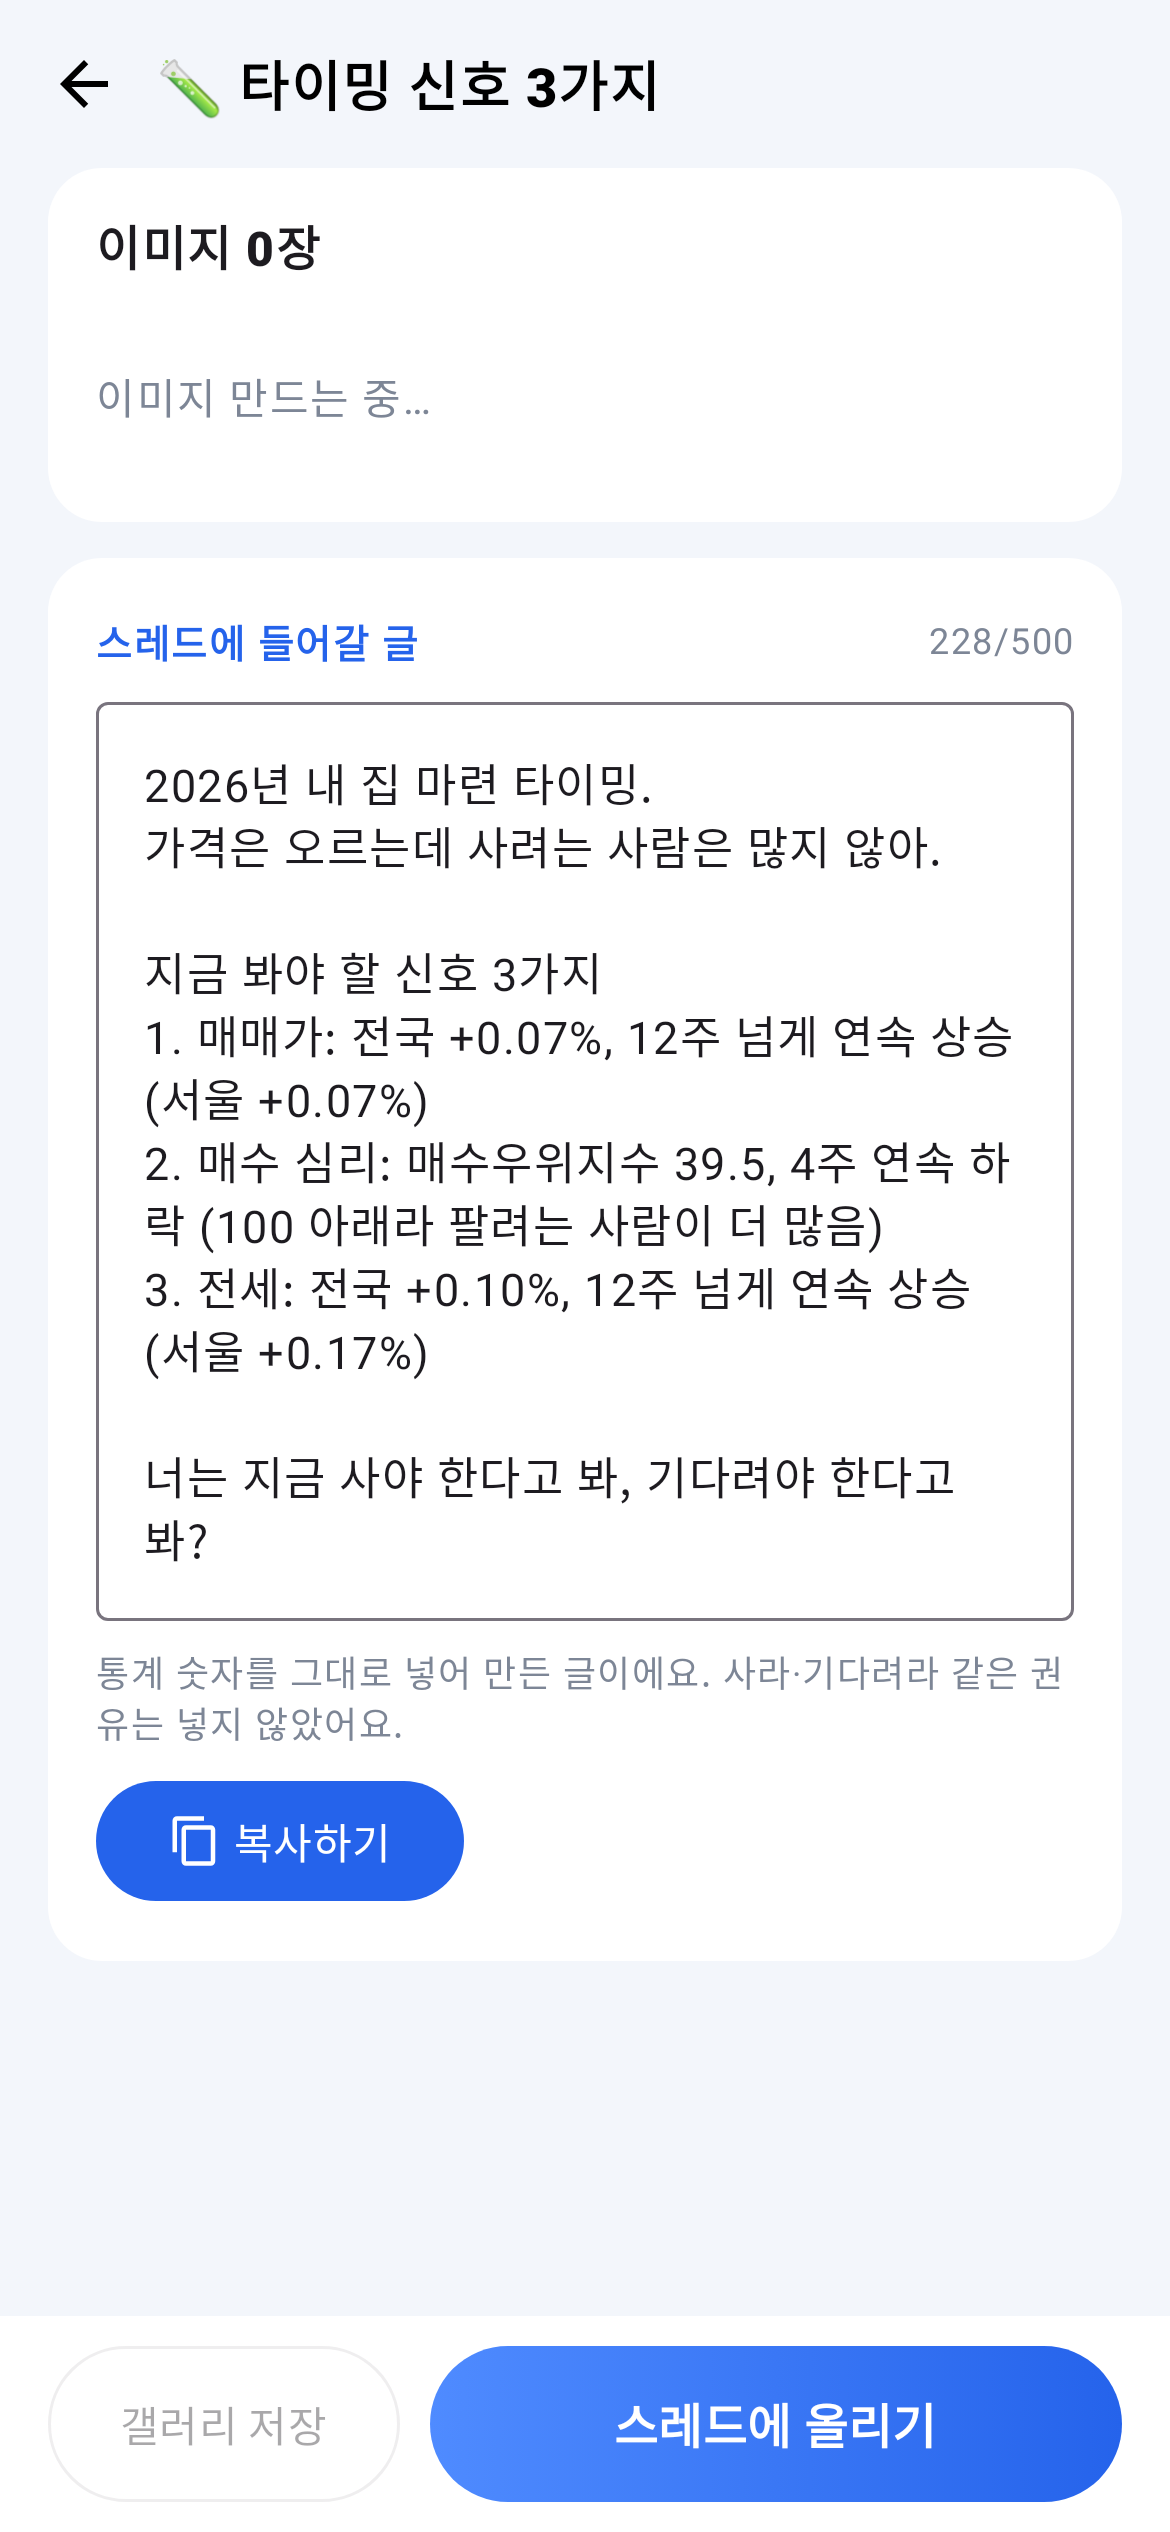 타이밍 신호 3가지
이미지 0장
이미지 만드는 중...
스레드에 들어갈 글
228/500
2026년 내 집 마련 타이밍.
가격은 오르는데 사려는 사람은 많지 않아.
지금 봐야 할 신호 3가지
1. 매매가: 전국 +0.07%, 12주 넘게 연속 상승
(서울 +0.07%)
2. 매수 심리: 매수우위지수 39.5, 4주 연속 하
락 (100 아래라 팔려는 사람이 더 많음)
3. 전세: 전국 +0.10%, 12주 넘게 연속 상승
(서울 +0.17%)
너는 지금 사야 한다고 봐, 기다려야 한다고
봐?
통계 숫자를 그대로 넣어 만든 글이에요. 사라·기다려라 같은 권
유는 넣지 않았어요.
복사하기
갤러리 저장
스레드에 올리기